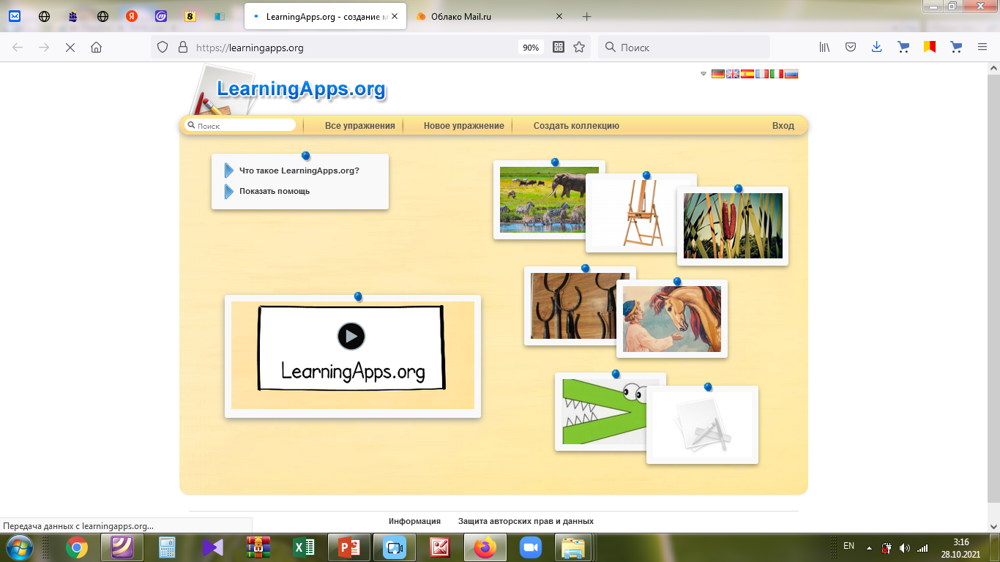 LearningApps.org - создание м
Облако Mail.ru
https://learningapps.org
90%
Поиск
LearningApps.org
Поиск
Все упражнения
Новое упражнение
Создать коллекцию
Вход
Что такое LearningApps.org?
Показать помощь
LearningApps.org
Информация
Защита авторских прав и данных
Передача данных с learningapps.org...
EN
3:16
28.10.2021